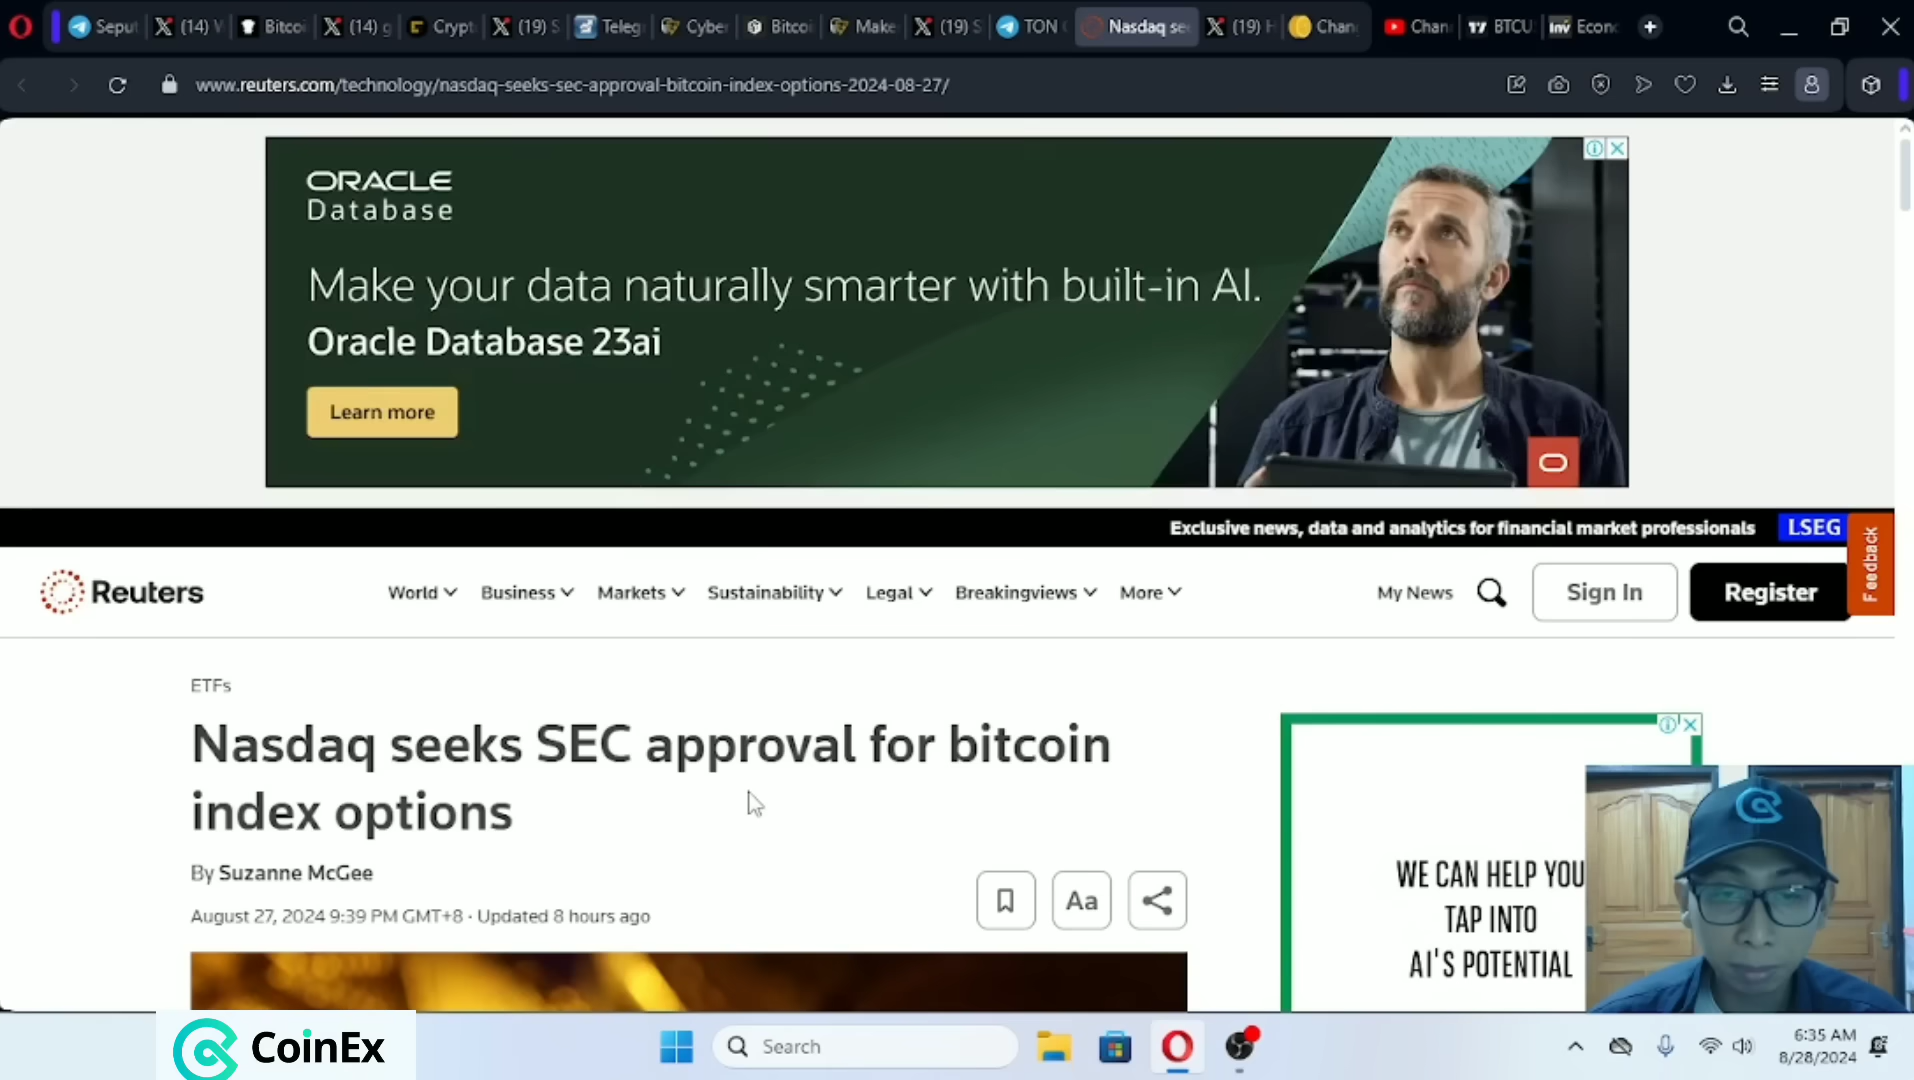 Seput
(14) V
Bitcoi
(14) g
Crypt
(19) S
Teleg
Cyber
Bitcoi
Make
(19) S
TON
Nasdaq se
(19) H
Chan
Chan
BTCU
Econ
www.reuters.com/technology/nasdaq-seeks-sec-approval-bitcoin-index-options-2024-08-27/
ORACLE
Database
Make your data naturally smarter with built-in AI.
Oracle Database 23ai
Learn more
Exclusive news, data and analytics for financial market professionals
LSEG
Feedback
Reuters
World
Business
Markets
Sustainability
Legal
Breakingviews
More
My News
Sign In
Register
ETFs
Nasdaq seeks SEC approval for bitcoin
index options
By Suzanne McGee
August 27, 2024 9:39 PM GMT+8 · Updated 8 hours ago
Aa
WE CAN HELP YOU
TAP INTO
AI'S POTENTIAL
CoinEx
Search
6:35 AM
8/28/2024